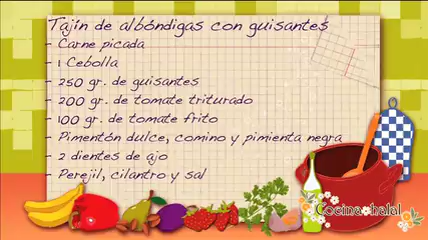 Tajín de albóndigas con guisantes
- Carne picada
- 1 Cebolla
- 250 gr. de guisantes
- 200 gr. de tomate triturado
- 100 gr. de tomate frito
- Pimentón dulce, comino y pimienta negra
- 2 dientes de ajo
- Perejil, cilantro y sal
Cocina halal